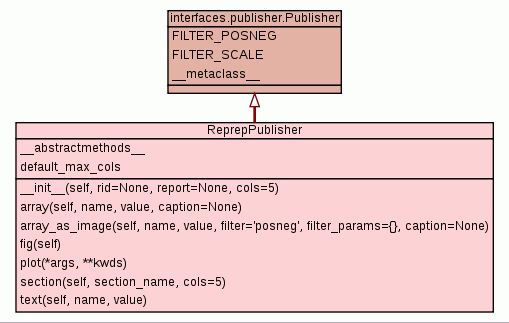 interfaces.publisher.Publisher
FILTER_POSNEG
FILTER_SCALE
__metaclass__
ReprepPublisher
__abstractmethods__
default_max_cols
__init__(self, rid=None, report=None, cols=5)
array(self, name, value, caption=None)
array_as_image(self, name, value, filter='posneg', filter_params={}, caption=None)
fig(self)
plot(*args, **kwds)
section(self, section_name, cols=5)
text(self, name, value)